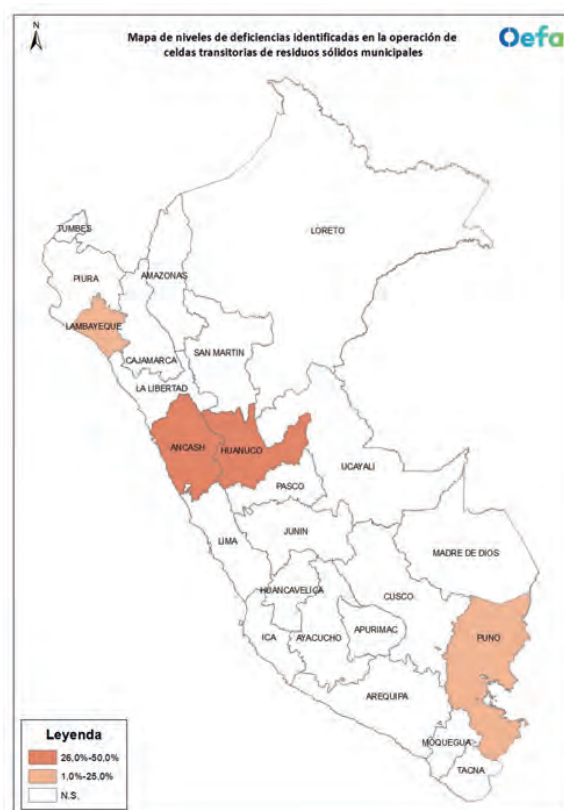 N
Mapa de niveles de deficiencias identificadas en la operación de
celdas transitorias de residuos sólidos municipales
Oefa
LORETO
TUMBES
AMAZONAS
PIURA
LAMBAYEQUE
SAN MARTIN
CAJAMARCA
LA LIBERTAD
ANCASH
HUANUCO
UCAYALI
PASCO
JUNIN
LIMA
MADRE DE DIOS
HUANCAVELICA
CUSCO
ICA
AYACUCHO
APURIMAC
PUNO
AREQUIPA
MOQUEGUA
TACNA
Leyenda
26,0%-50,0%
1,0%-25,0%
N.S.